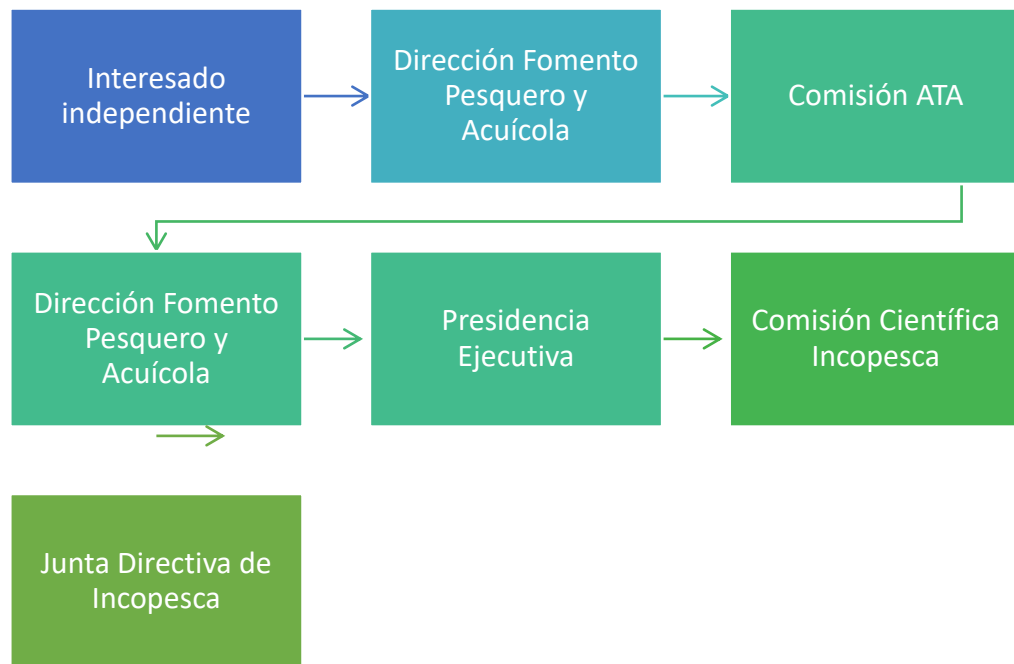 Interesado
independiente
Dirección Fomento
Pesquero y
Acuícola
Comisión ATA
Dirección Fomento
Pesquero y
Acuícola
Presidencia
Ejecutiva
Comisión Científica
Incopesca
Junta Directiva de
Incopesca